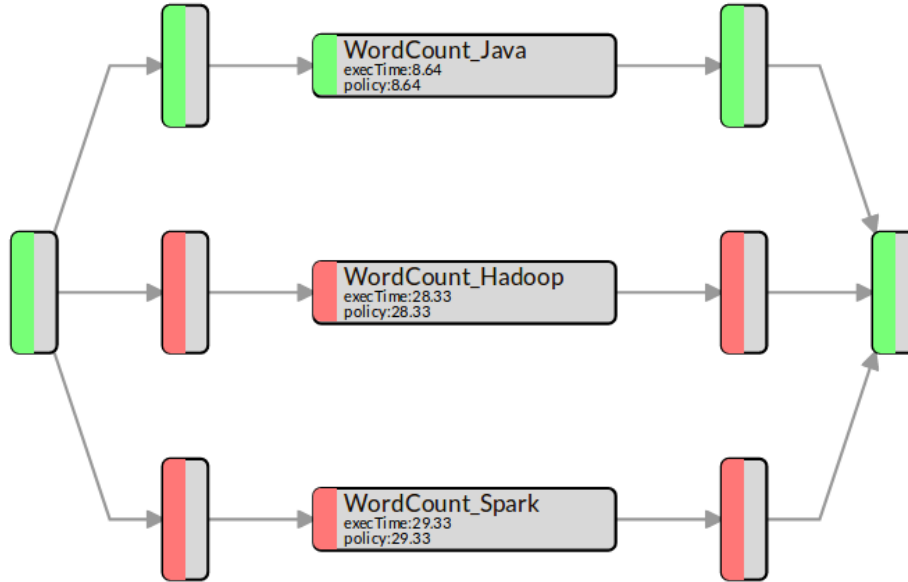 WordCount_Java
execTime:8.64
policy:8.64
WordCount_Hadoop
execTime:28.33
policy:28.33
WordCount_Spark
execTime:29.33
policy:29.33